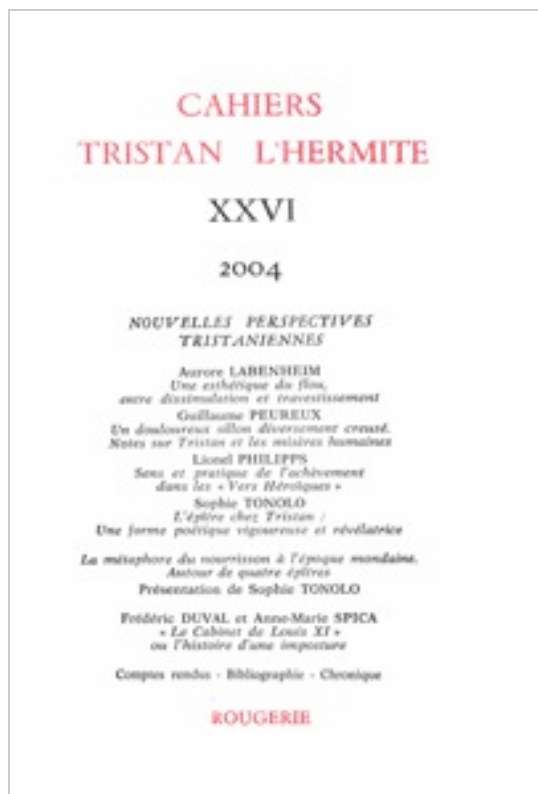 CAHIERS
TRISTAN L'HERMITE
XXVI
2004
NOUVELLES PERSPECTIVES
TRISTANIENNES
Aurore LABENHEIM
Une esthétique du flou,
entre dissimulation et travestissement
Guillaume PEUREUX
Un douloureux sillon diversement creusé.
Notes sur Tristan et les misères humaines
Lionel PHILIPPS
Sens et pratique de l'achèvement
dans les « Vers Héroïques »
Sophie TONOLO
L'épître chez Tristan :
Une forme poétique vigoureuse et révélatrice
La métaphore du nourrisson à l'époque mondaine.
Autour de quatre épîtres
Présentation de Sophie TONOLO
Frédéric DUVAL et Anne-Marie SPICA
« Le Cabinet de Louis XI »
ou l'histoire d'une imposture
Comptes rendus - Bibliographie - Chronique
ROUGERIE